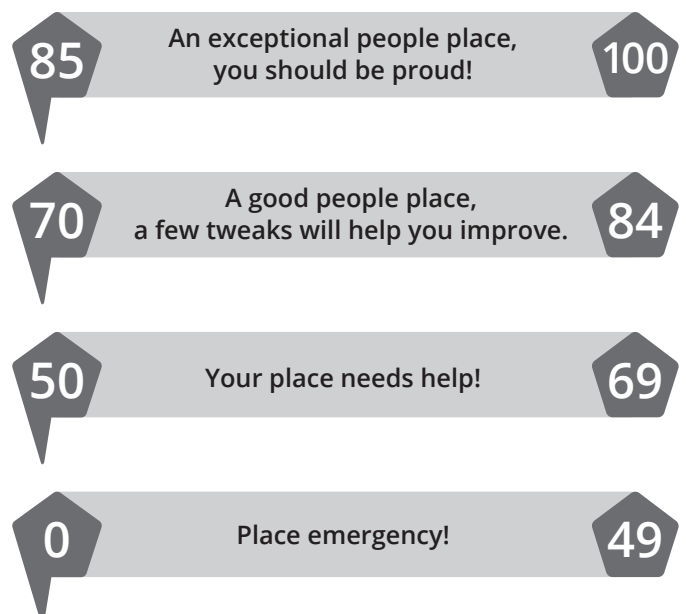 85
An exceptional people place,
you should be proud!
100
70
A good people place,
a few tweaks will help you improve.
84
50
Your place needs help!
69
0
Place emergency!
49